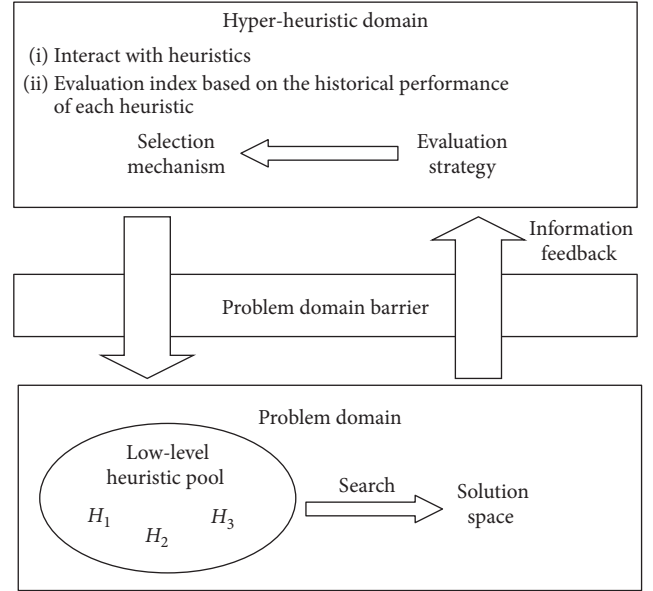 Hyper-heuristic domain
(i) Interact with heuristics
(ii) Evaluation index based on the historical performance
of each heuristic
Selection
mechanism
Evaluation
strategy
Information
feedback
Problem domain barrier
Problem domain
Low-level
heuristic pool
H1
H2
H3
Search
Solution
space